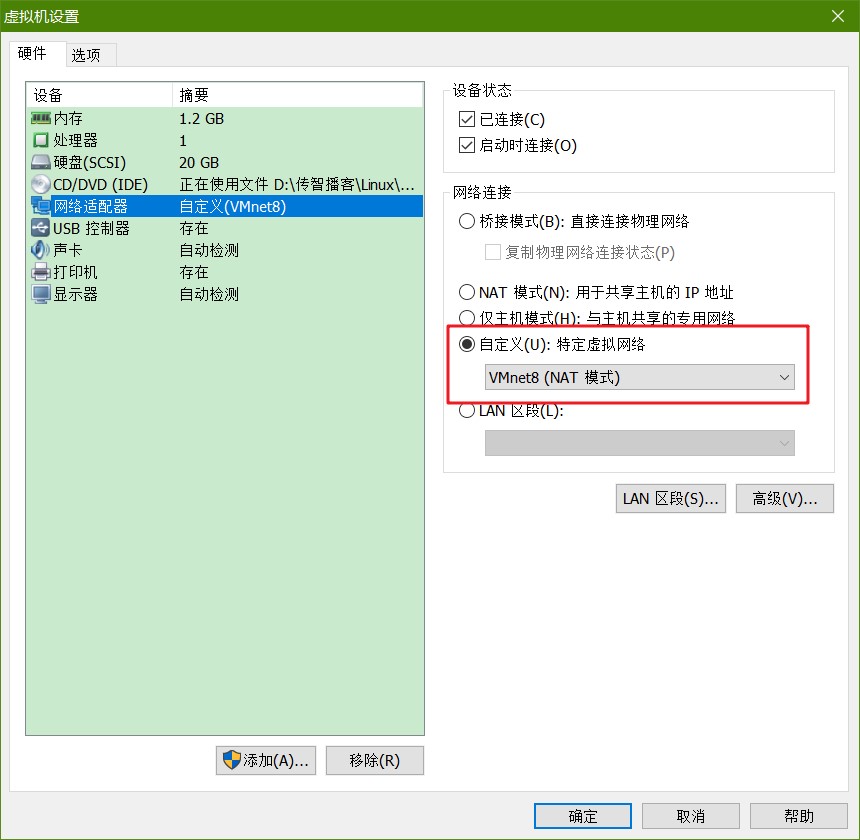 虚拟机设置
硬件 选项
设备 摘要
内存 1.2 GB
处理器 1
硬盘(SCSI) 20 GB
CD/DVD (IDE) 正在使用文件 D:\传智播客\Linux\...
网络适配器 自定义(VMnet8)
USB 控制器 存在
声卡 自动检测
打印机 存在
显示器 自动检测
添加(A)... 移除(R)
设备状态
已连接(C)
启动时连接(O)
网络连接
桥接模式(B): 直接连接物理网络
复制物理网络连接状态(P)
NAT 模式(N): 用于共享主机的 IP 地址
仅主机模式(H): 与主机共享的专用网络
自定义(U): 特定虚拟网络
VMnet8 (NAT 模式)
LAN 区段(L):
LAN 区段(S)... 高级(V)...
确定 取消 帮助